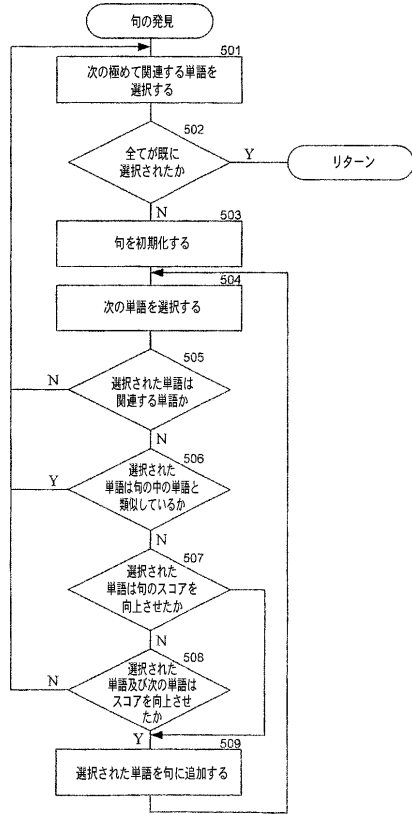 句の発見
501
次の極めて関連する単語を
選択する
502
全てが既に
選択されたか
Y
リターン
N
503
句を初期化する
504
次の単語を選択する
505
選択された単語は
関連する単語か
N
N
506
選択された
単語は句の中の単語と
類似しているか
Y
N
507
選択された
単語は句のスコアを
向上させたか
N
508
選択された
単語及び次の単語は
スコアを向上させ
たか
N
Y
509
選択された単語を句に追加する